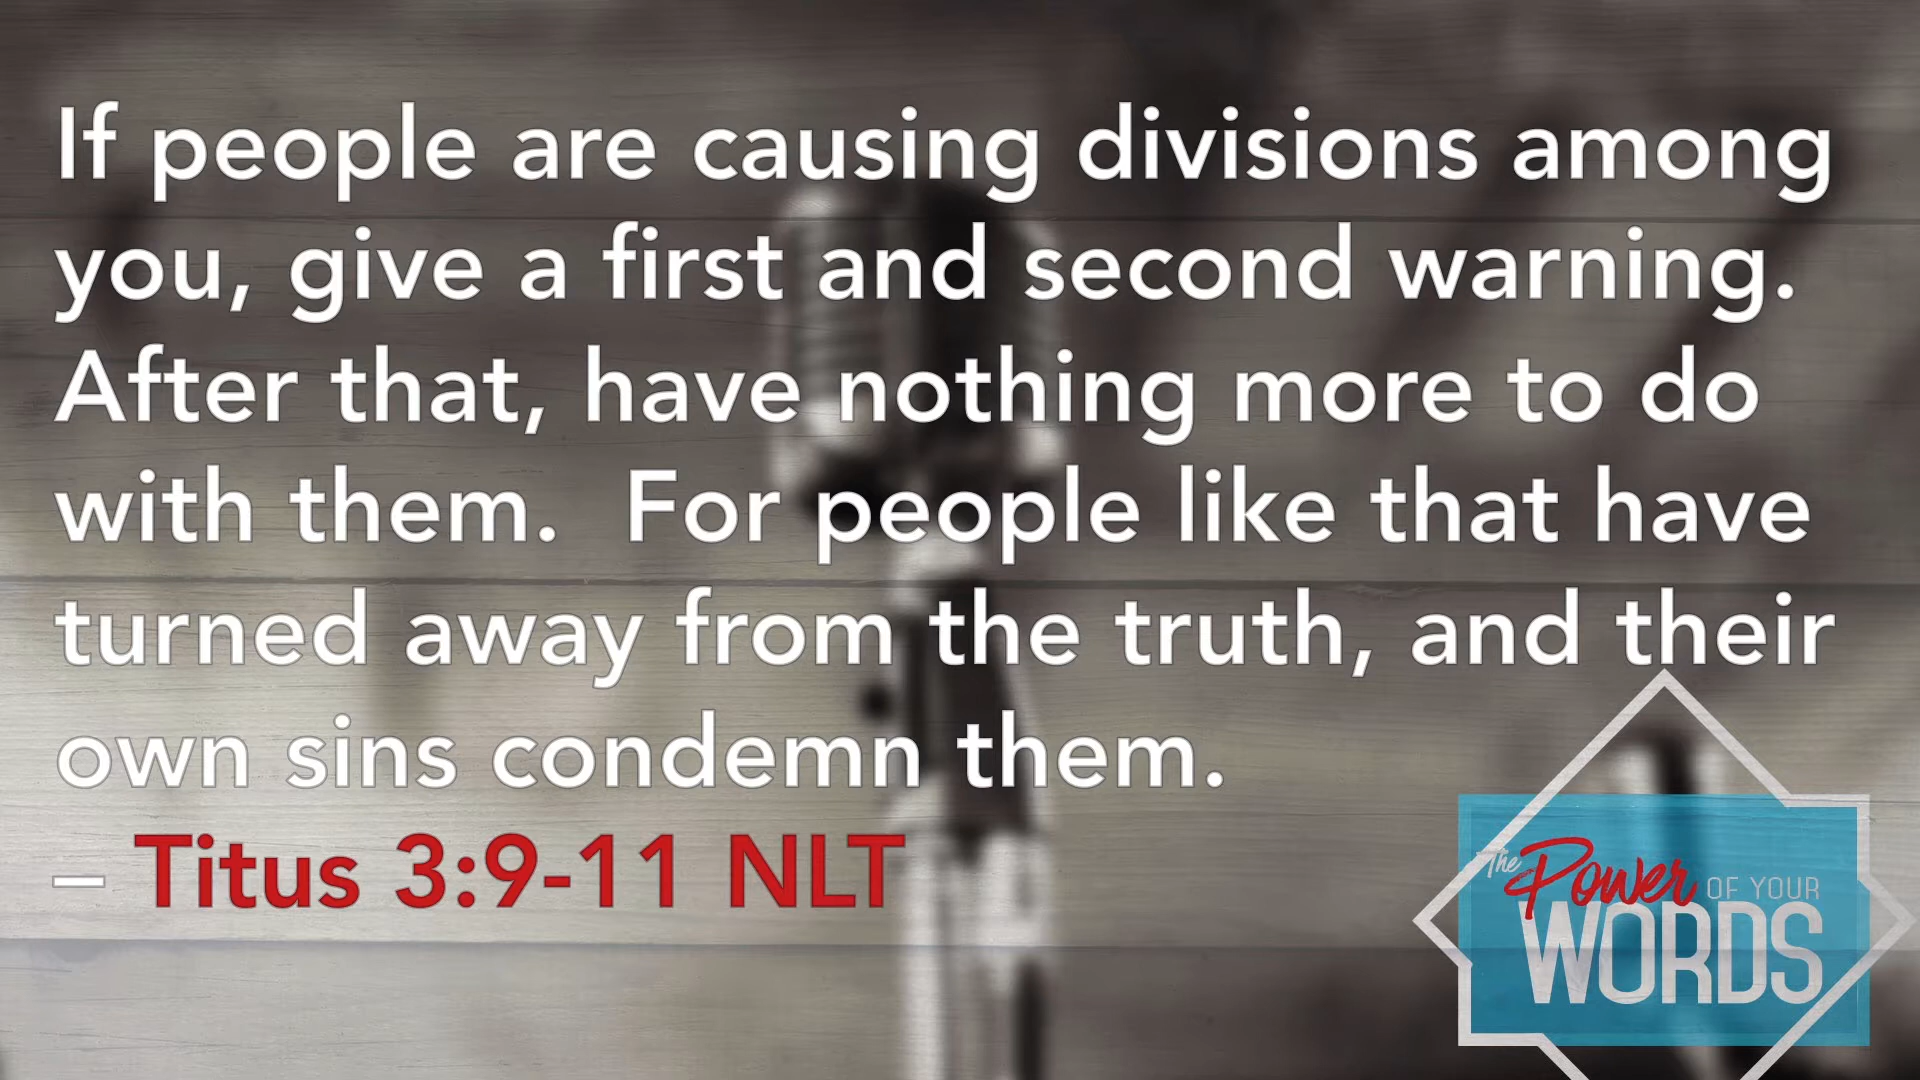 If people are causing divisions among
you, give a first and second warning.
After that, have nothing more to do
with them.  For people like that have
turned away from the truth, and their
own sins condemn them.
– Titus 3:9-11 NLT
The Power OF YOUR
WORDS